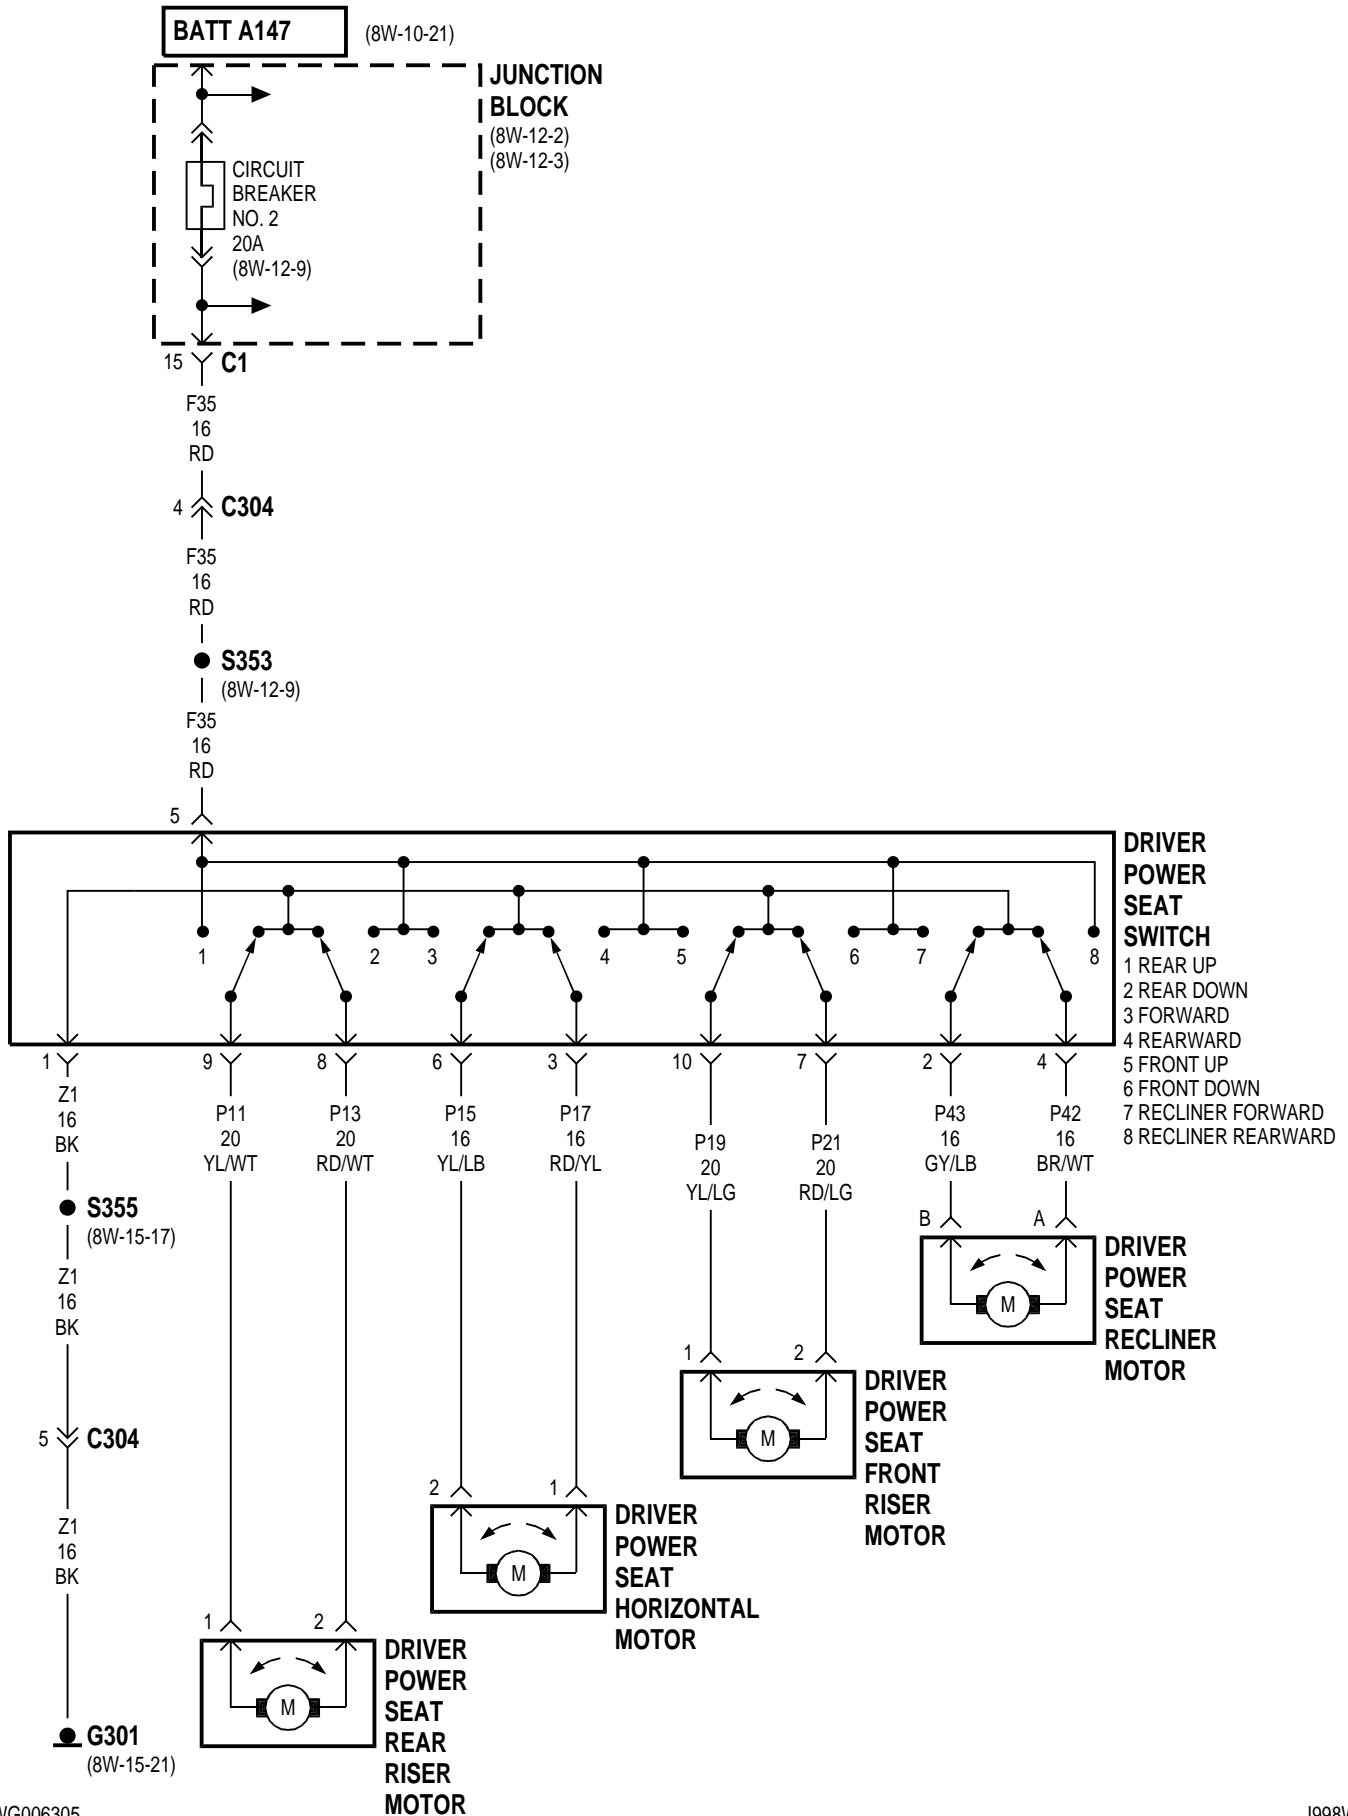 BATT A147
(8W-10-21)
JUNCTION
BLOCK
(8W-12-2)
(8W-12-3)
CIRCUIT
BREAKER
NO. 2
20A
(8W-12-9)
15 C1
F35
16
RD
4 C304
F35
16
RD
S353
(8W-12-9)
F35
16
RD
5
DRIVER
POWER
SEAT
SWITCH
1 REAR UP
2 REAR DOWN
3 FORWARD
4 REARWARD
5 FRONT UP
6 FRONT DOWN
7 RECLINER FORWARD
8 RECLINER REARWARD
1 2 3 4 5 6 7 8
1 9 8 6 3 10 7 2 4
Z1
16
BK
P11
20
YL/WT
P13
20
RD/WT
P15
16
YL/LB
P17
16
RD/YL
P19
20
YL/LG
P21
20
RD/LG
P43
16
GY/LB
P42
16
BR/WT
S355
(8W-15-17)
Z1
16
BK
5 C304
Z1
16
BK
G301
(8W-15-21)
B A
M
DRIVER
POWER
SEAT
RECLINER
MOTOR
1 2
M
DRIVER
POWER
SEAT
FRONT
RISER
MOTOR
2 1
M
DRIVER
POWER
SEAT
HORIZONTAL
MOTOR
1 2
M
DRIVER
POWER
SEAT
REAR
RISER
MOTOR